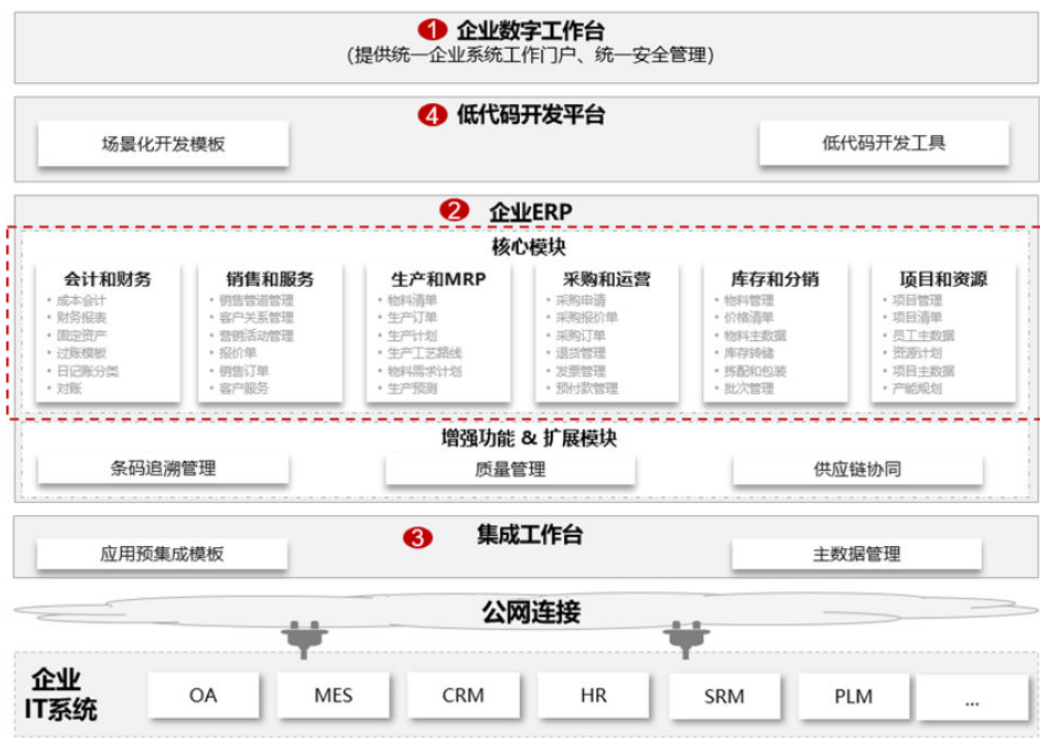 1 企业数字工作台
(提供统一企业系统工作门户、统一安全管理)
4 低代码开发平台
场景化开发模板
低代码开发工具
2 企业ERP
核心模块
会计和财务
• 成本会计
• 财务报表
• 固定资产
• 过账模板
• 日记账分类
• 对账
销售和服务
• 销售管道管理
• 客户关系管理
• 营销活动管理
• 报价单
• 销售订单
• 客户服务
生产和MRP
• 物料清单
• 生产订单
• 生产计划
• 生产工艺路线
• 物料需求计划
• 生产预测
采购和运营
• 采购申请
• 采购报价单
• 采购订单
• 退货管理
• 发票管理
• 预付款管理
库存和分销
• 物料管理
• 价格清单
• 物料主数据
• 库存转储
• 拣配和包装
• 批次管理
项目和资源
• 项目管理
• 项目清单
• 员工主数据
• 资源计划
• 项目主数据
• 产能规划
增强功能 & 扩展模块
条码追溯管理
质量管理
供应链协同
3 集成工作台
应用预集成模板
主数据管理
公网连接
企业
IT系统
OA
MES
CRM
HR
SRM
PLM
...